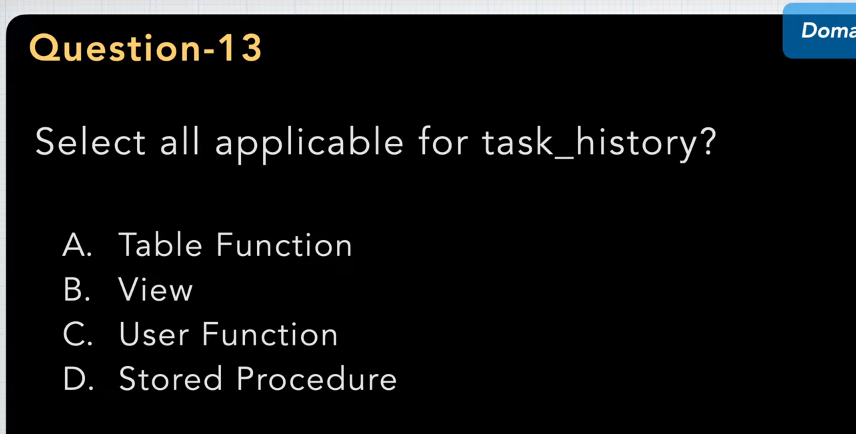 Question-13
Select all applicable for task_history?
A. Table Function
B. View
C. User Function
D. Stored Procedure